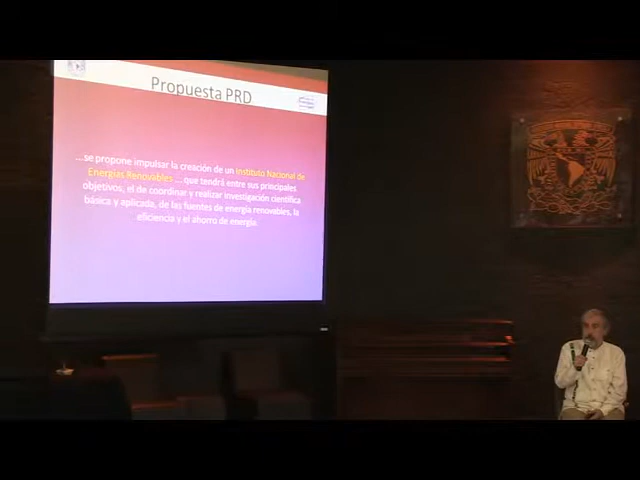 Propuesta PRD
...se propone impulsar la creación de un Instituto Nacional de
Energías Renovables ... que tendrá entre sus principales
objetivos, el de coordinar y realizar investigación científica
básica y aplicada, de las fuentes de energía renovables, la
eficiencia y el ahorro de energía.